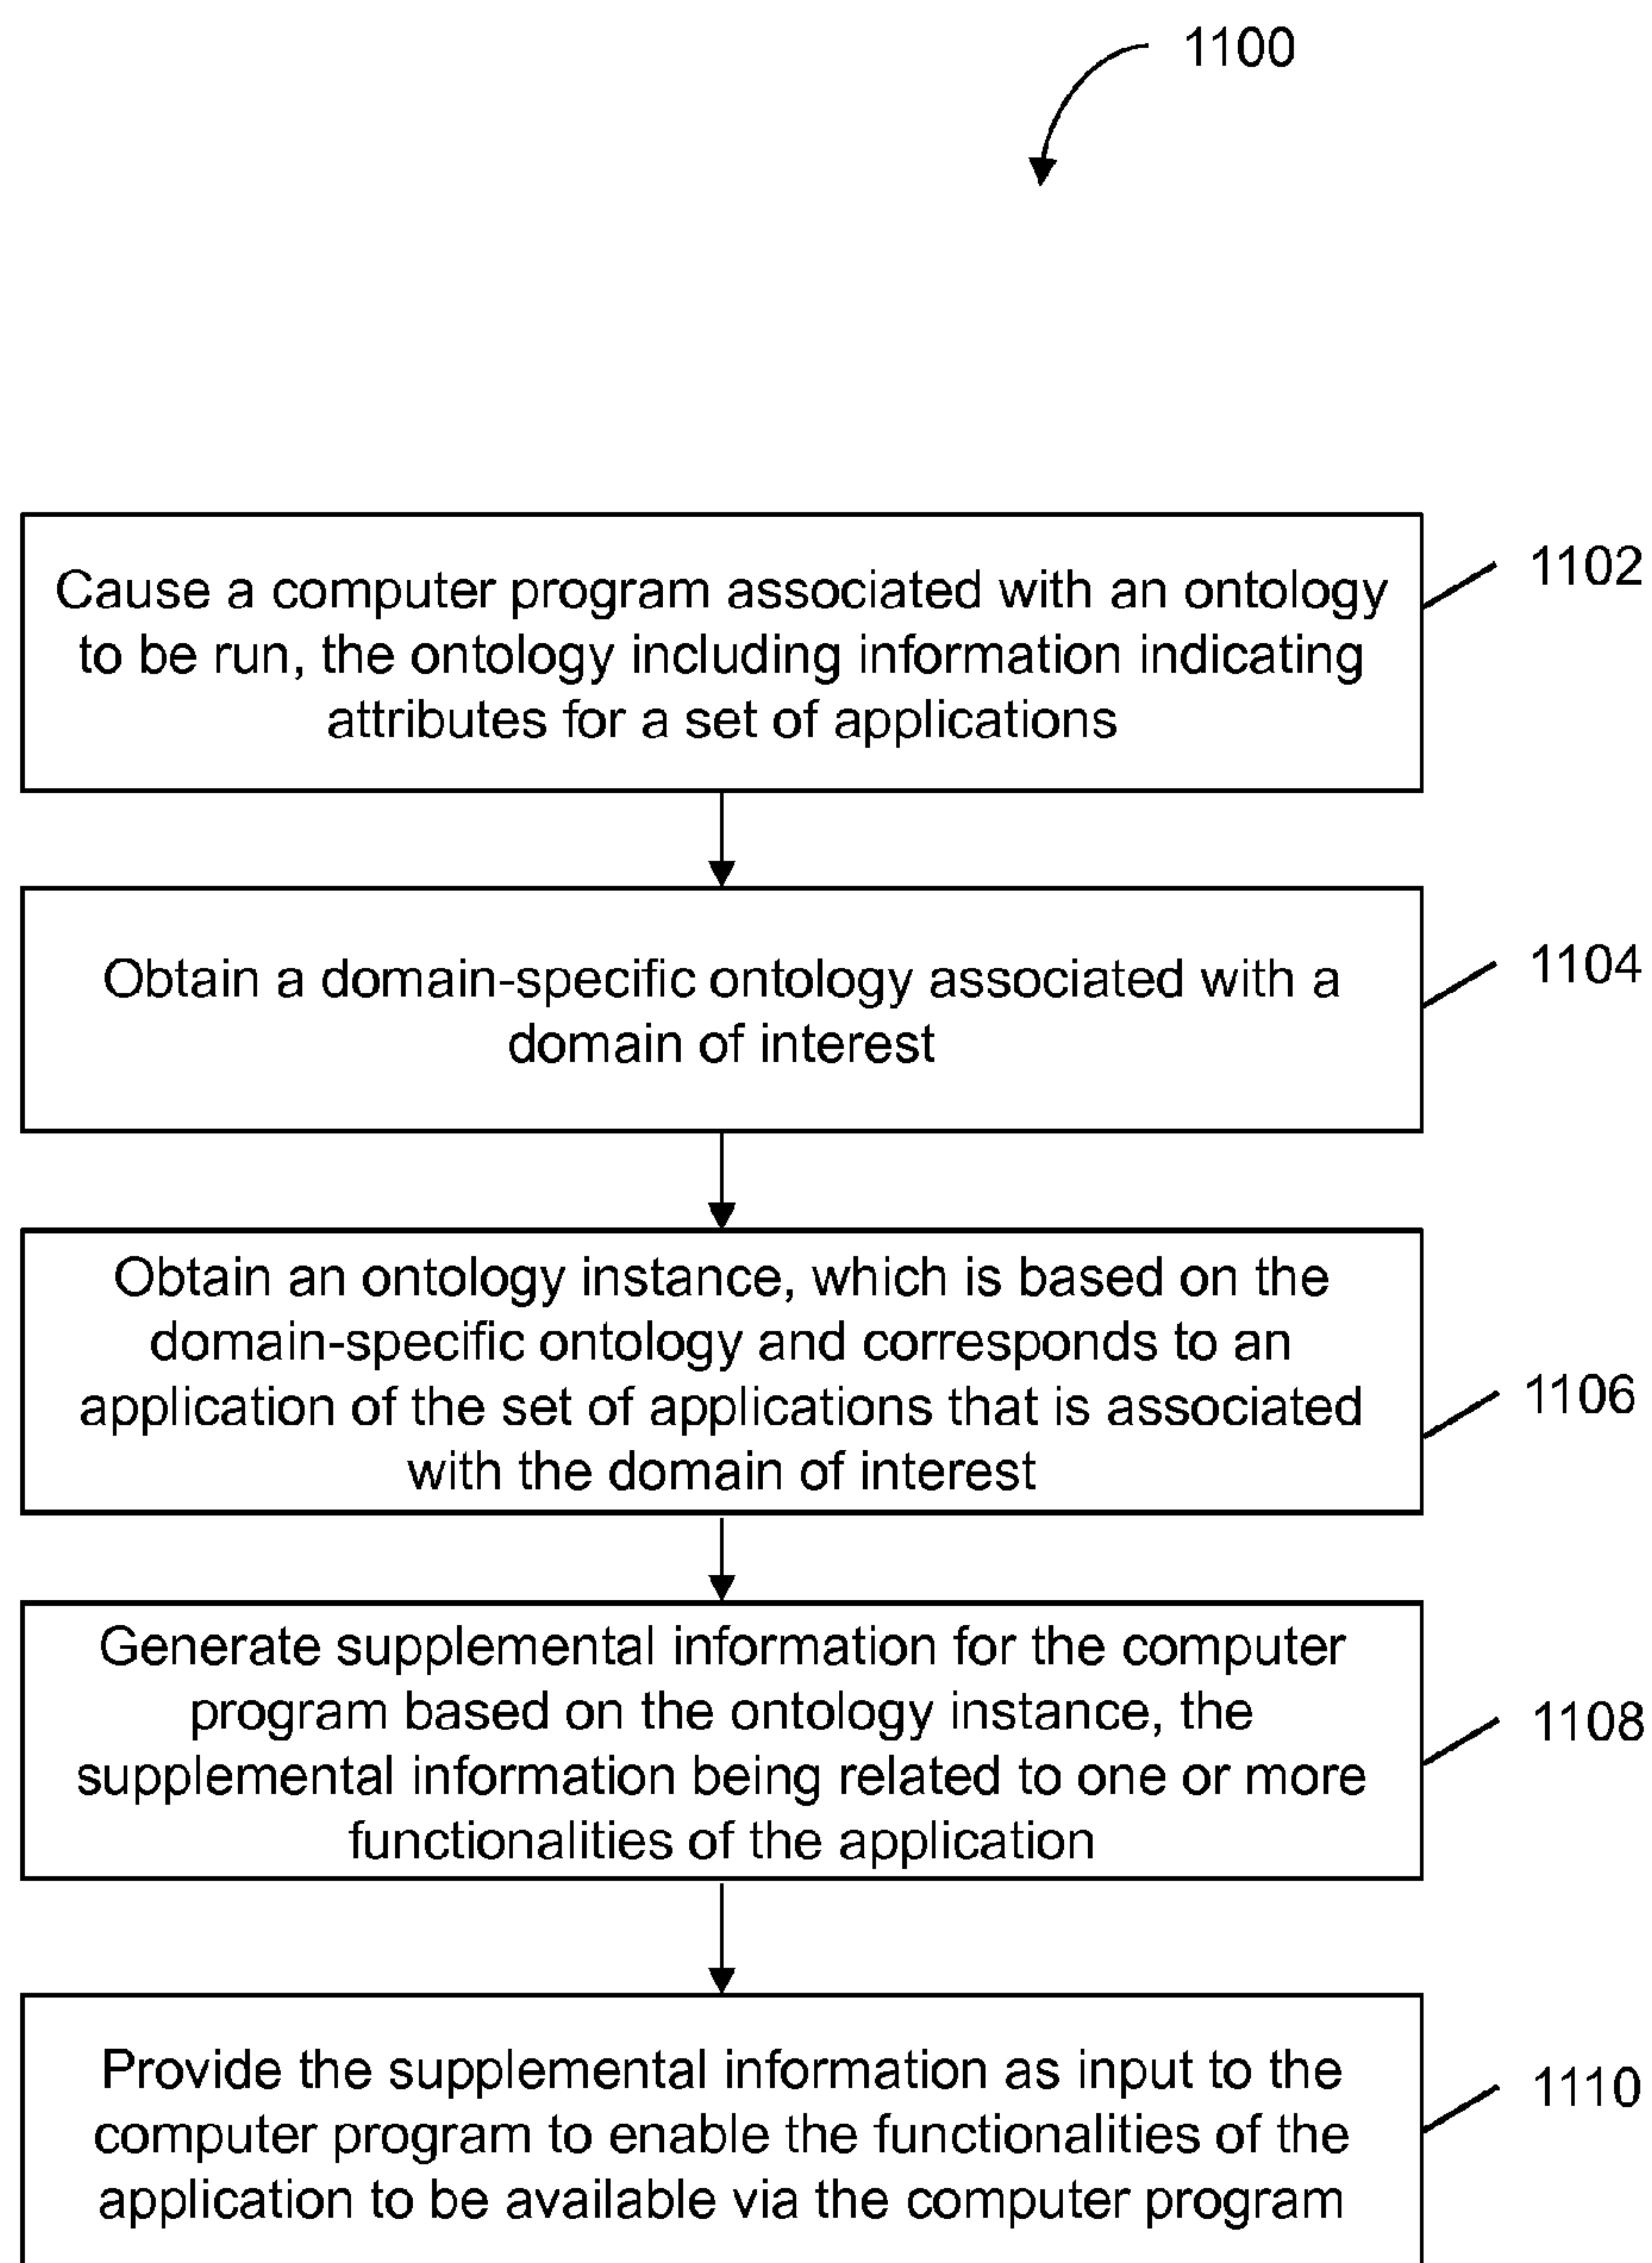 1100
Cause a computer program associated with an ontology
to be run, the ontology including information indicating
attributes for a set of applications
1102
Obtain a domain-specific ontology associated with a
domain of interest
1104
Obtain an ontology instance, which is based on the
domain-specific ontology and corresponds to an
application of the set of applications that is associated
with the domain of interest
1106
Generate supplemental information for the computer
program based on the ontology instance, the
supplemental information being related to one or more
functionalities of the application
1108
Provide the supplemental information as input to the
computer program to enable the functionalities of the
application to be available via the computer program
1110